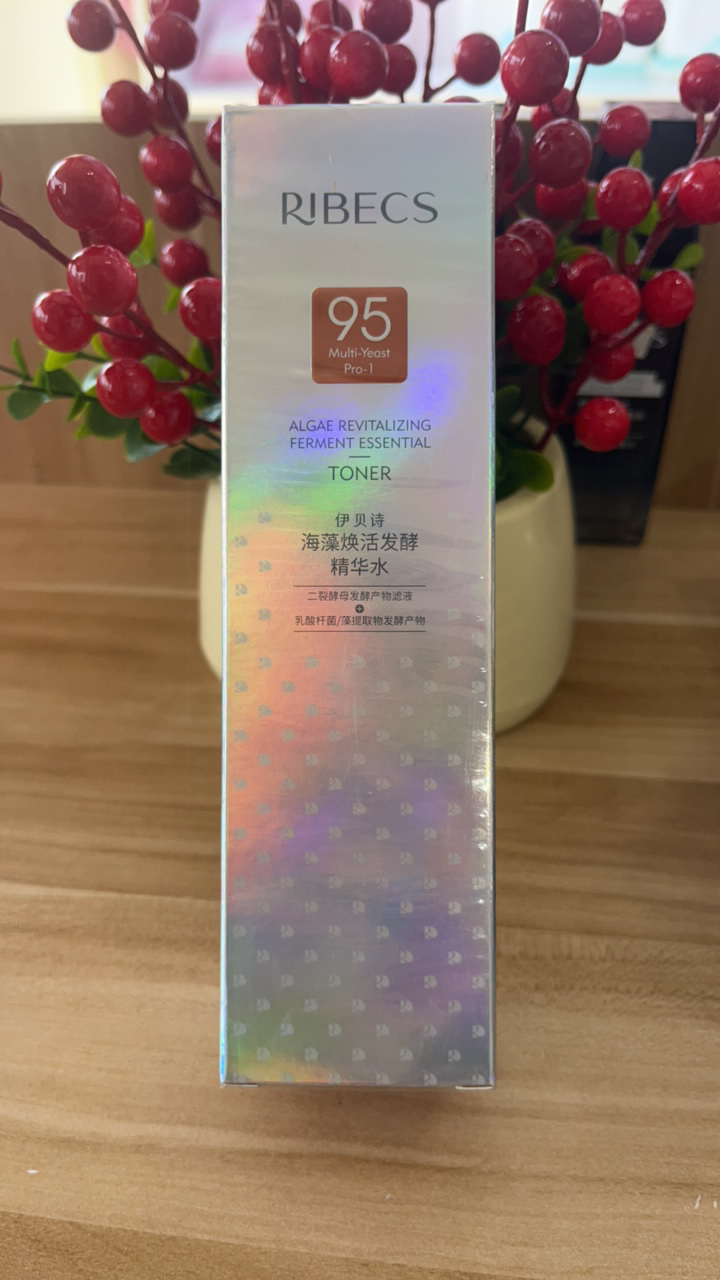 RIBECS
95
Multi-Yeast
Pro-1
ALGAE REVITALIZING
FERMENT ESSENTIAL
TONER
伊贝诗
海藻焕活发酵
精华水
二裂酵母发酵产物滤液
+
乳酸杆菌/藻提取物发酵产物